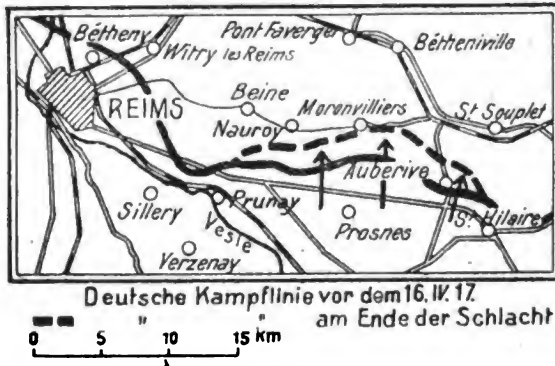 Bétheny
Pont Faverger
Witry les Reims
Bétheniville
REIMS
Beine
Nauroy
Moronvilliers
St Souplet
Auberive
Sillery
Prunay
Vesle
Prosnes
St Hilaire
Verzenay
Deutsche Kampflinie vor dem 16.IV.17.
" " am Ende der Schlacht
0 5 10 15 km